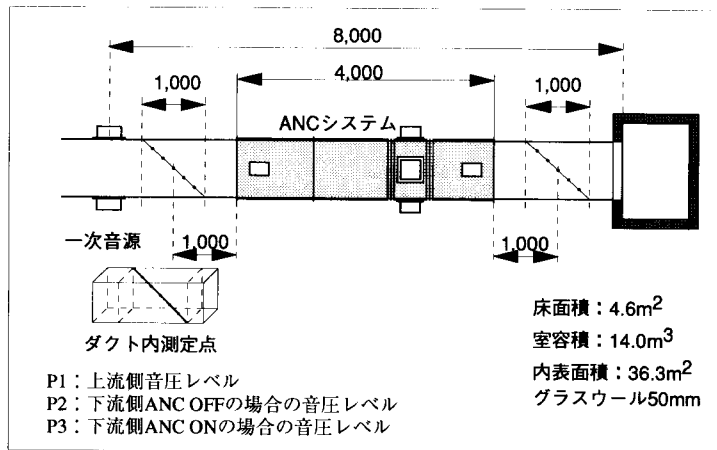 8,000
1,000
4,000
1,000
ANCシステム
一次音源
1,000
1,000
ダクト内測定点
床面積：4.6m2
室容積：14.0m3
内表面積：36.3m2
グラスウール50mm
P1：上流側音圧レベル
P2：下流側ANC OFFの場合の音圧レベル
P3：下流側ANC ONの場合の音圧レベル